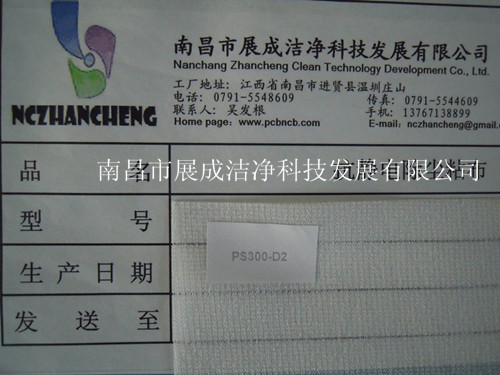 南昌市展成洁净科技发展有限公司
Nanchang Zhancheng Clean Technology Development Co., Ltd.
NCZHANCHENG
工厂地址: 江西省南昌市进贤县温圳庄山
电话: 0791-5548609 传真: 0791-5544609
联系人: 吴发根 手机: 13767138899
Home page: www.pcbncb.com E-mail: nczhancheng@gmail.com
品 名
南昌市展成洁净科技发展有限公司
型 号
PS300-D2
生产日期
发 送 至